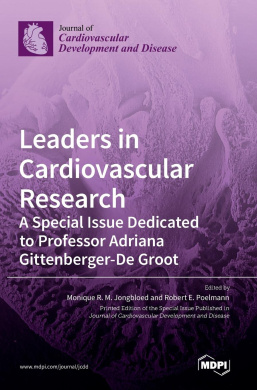 Journal of
Cardiovascular
Development and Disease
Leaders in
Cardiovascular
Research
A Special Issue Dedicated
to Professor Adriana
Gittenberger-De Groot
Edited by
Monique R. M. Jongbloed and Robert E. Poelmann
Printed Edition of the Special Issue Published in
Journal of Cardiovascular Development and Disease
www.mdpi.com/journal/jcdd
MDPI